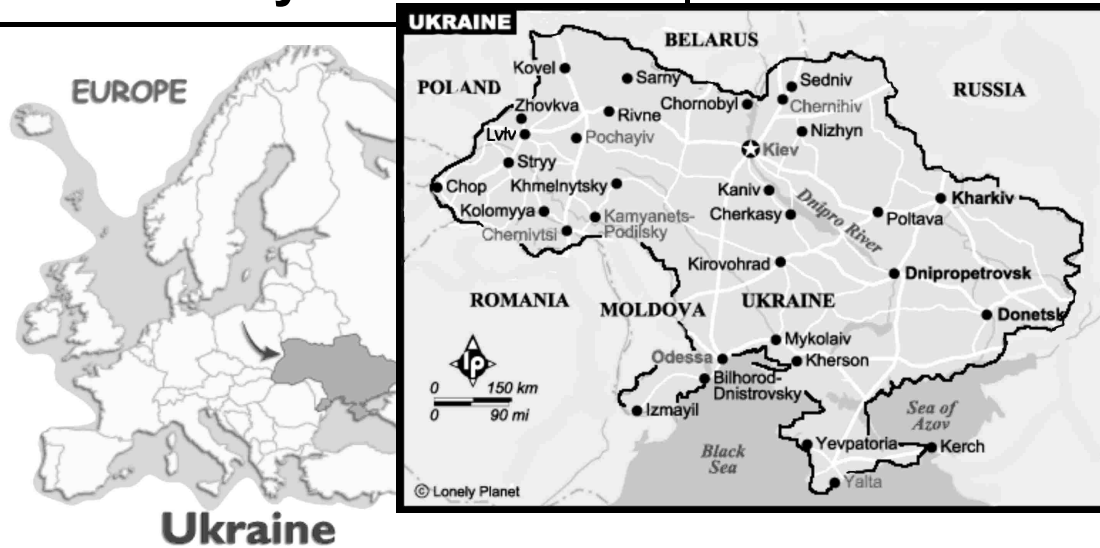 EUROPE
Ukraine
UKRAINE
BELARUS
POLAND
RUSSIA
Kovel
Sarny
Sedniv
Chornobyl
Chernihiv
Zhovkva
Rivne
Lviv
Pochayiv
Nizhyn
Kiev
Stryy
Chop
Khmelnytsky
Kaniv
Kharkiv
Kolomyya
Kamyanets-
Podilsky
Cherkasy
Dnipro River
Poltava
Chernivtsi
Kirovohrad
Dnipropetrovsk
ROMANIA
MOLDOVA
UKRAINE
Donetsk
Mykolaiv
Odessa
Kherson
lp
0 150 km
0 90 mi
Bilhorod-
Dnistrovsky
Izmayil
Sea of
Azov
Black
Sea
Yevpatoria
Kerch
Yalta
© Lonely Planet